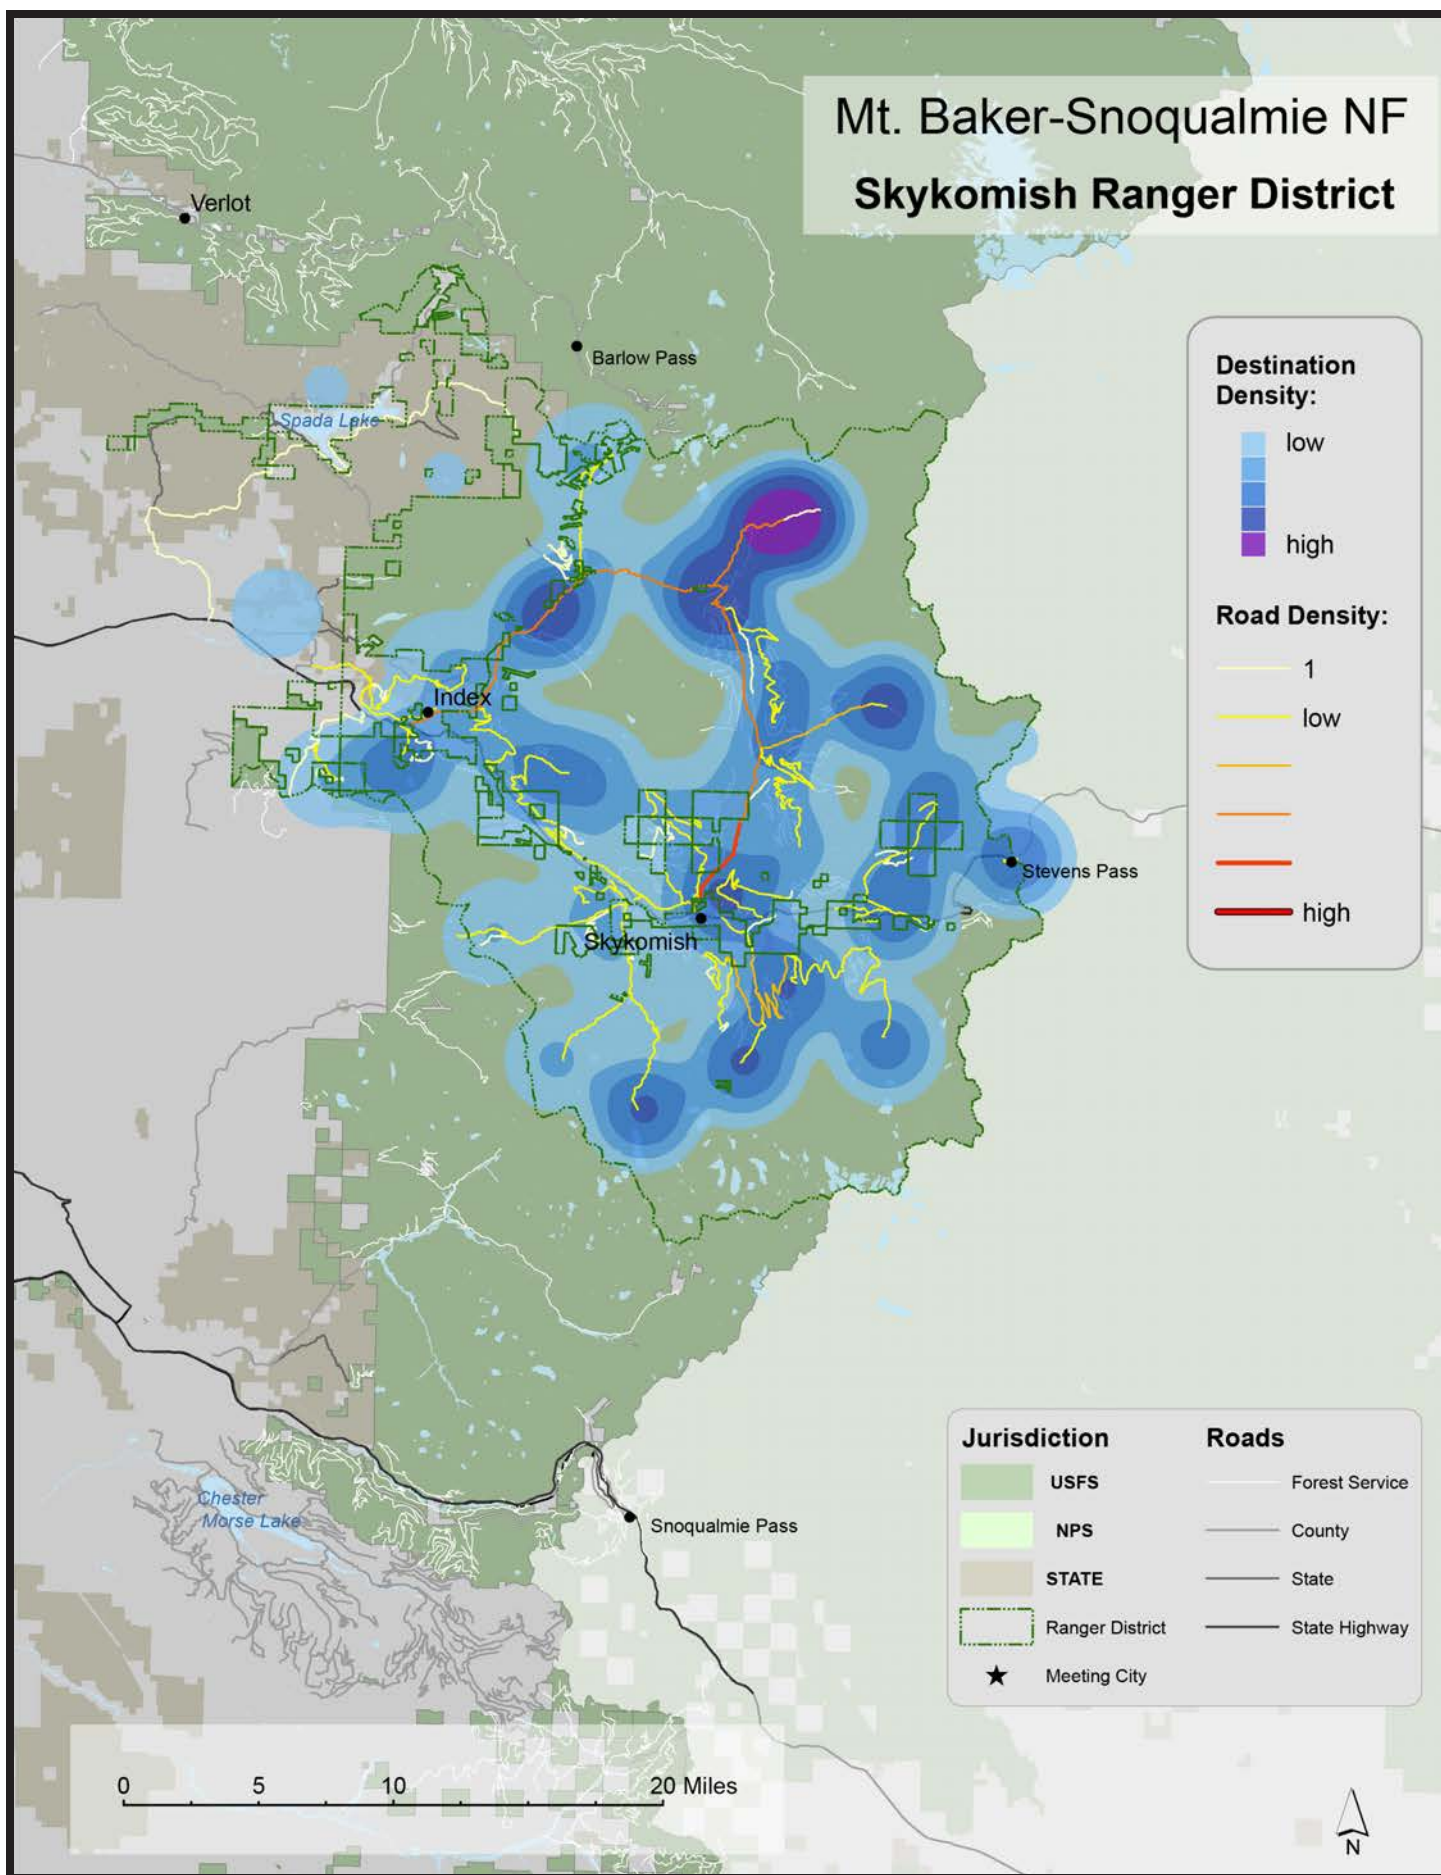 Mt. Baker-Snoqualmie NF
Skykomish Ranger District
Verlot
Barlow Pass
Spada Lake
Index
Stevens Pass
Skykomish
Chester
Morse Lake
Snoqualmie Pass
Destination
Density:
low
high
Road Density:
1
low
high
Jurisdiction
USFS
NPS
STATE
Ranger District
Meeting City
Roads
Forest Service
County
State
State Highway
0 5 10 20 Miles
N